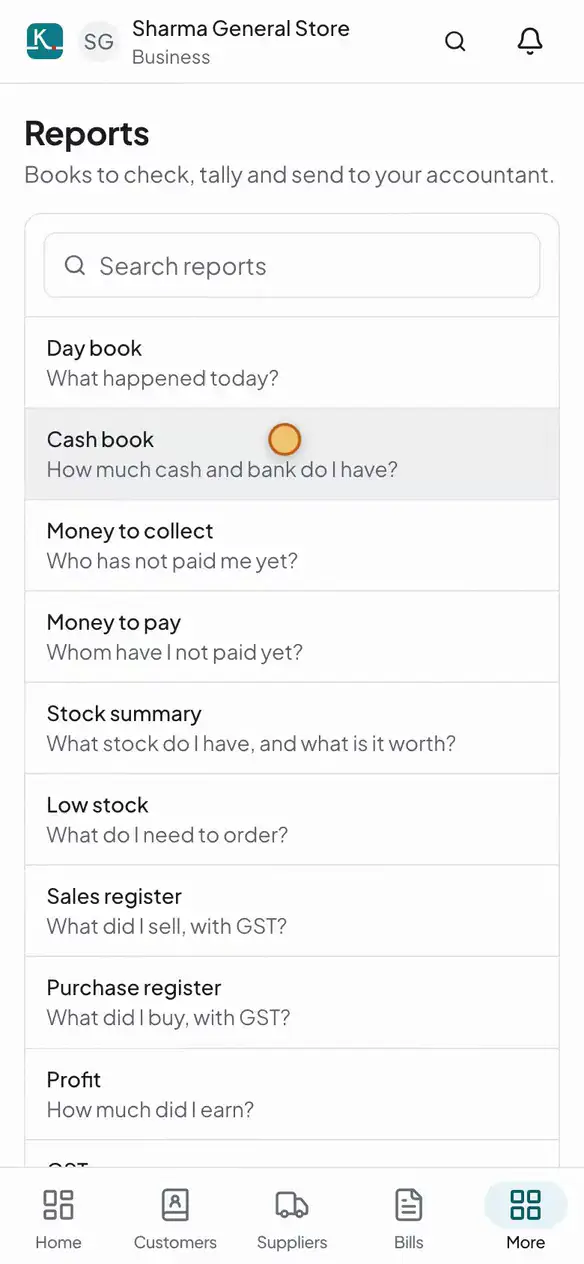 K
SG
Sharma General Store
Business
Reports
Books to check, tally and send to your accountant.
Search reports
Day book
What happened today?
Cash book
How much cash and bank do I have?
Money to collect
Who has not paid me yet?
Money to pay
Whom have I not paid yet?
Stock summary
What stock do I have, and what is it worth?
Low stock
What do I need to order?
Sales register
What did I sell, with GST?
Purchase register
What did I buy, with GST?
Profit
How much did I earn?
Home
Customers
Suppliers
Bills
More